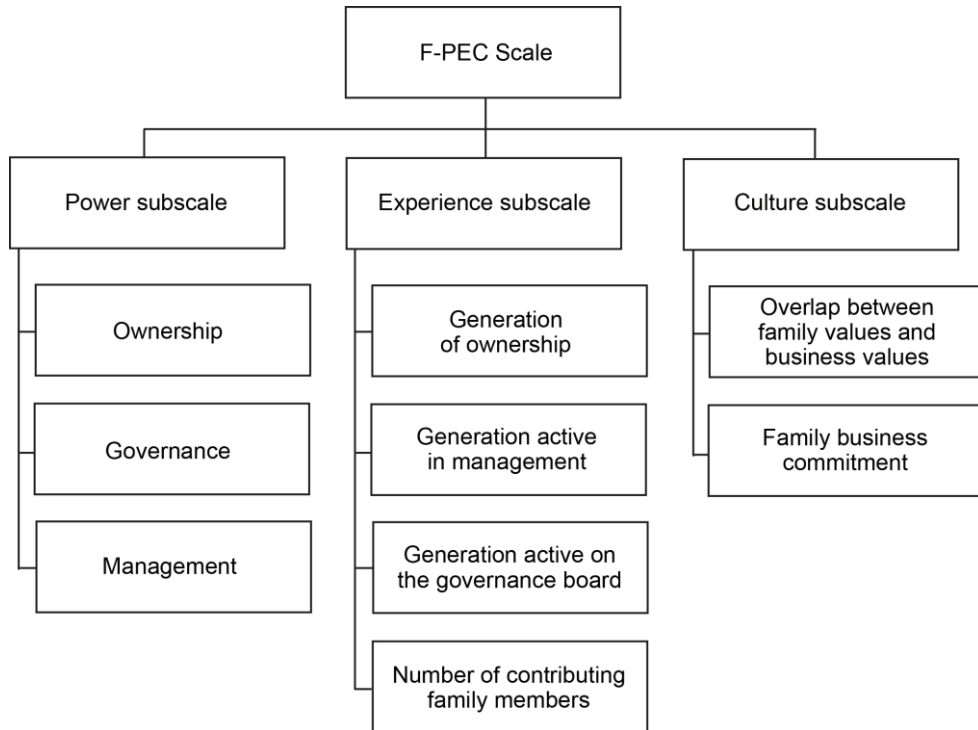 F-PEC Scale
Power subscale
Experience subscale
Culture subscale
Ownership
Governance
Management
Generation
of ownership
Generation active
in management
Generation active on
the governance board
Number of contributing
family members
Overlap between
family values and
business values
Family business
commitment